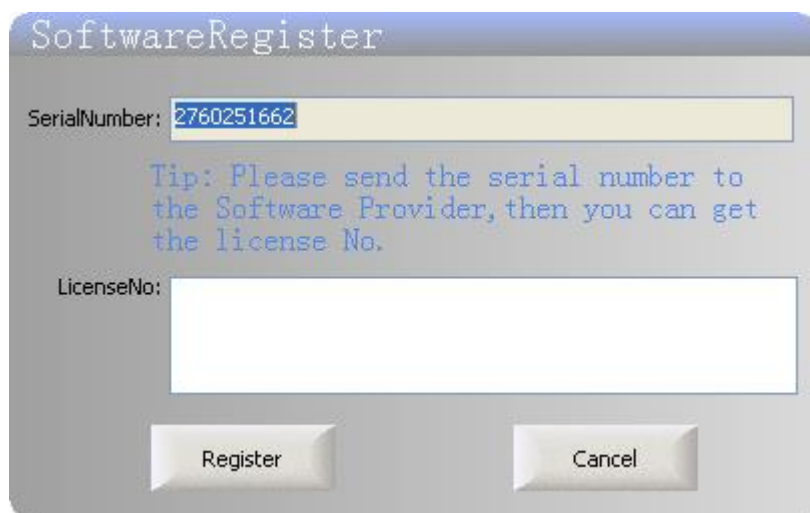 SoftwareRegister
SerialNumber: 2760251662
Tip: Please send the serial number to
the Software Provider,then you can get
the license No.
LicenseNo:
Register Cancel